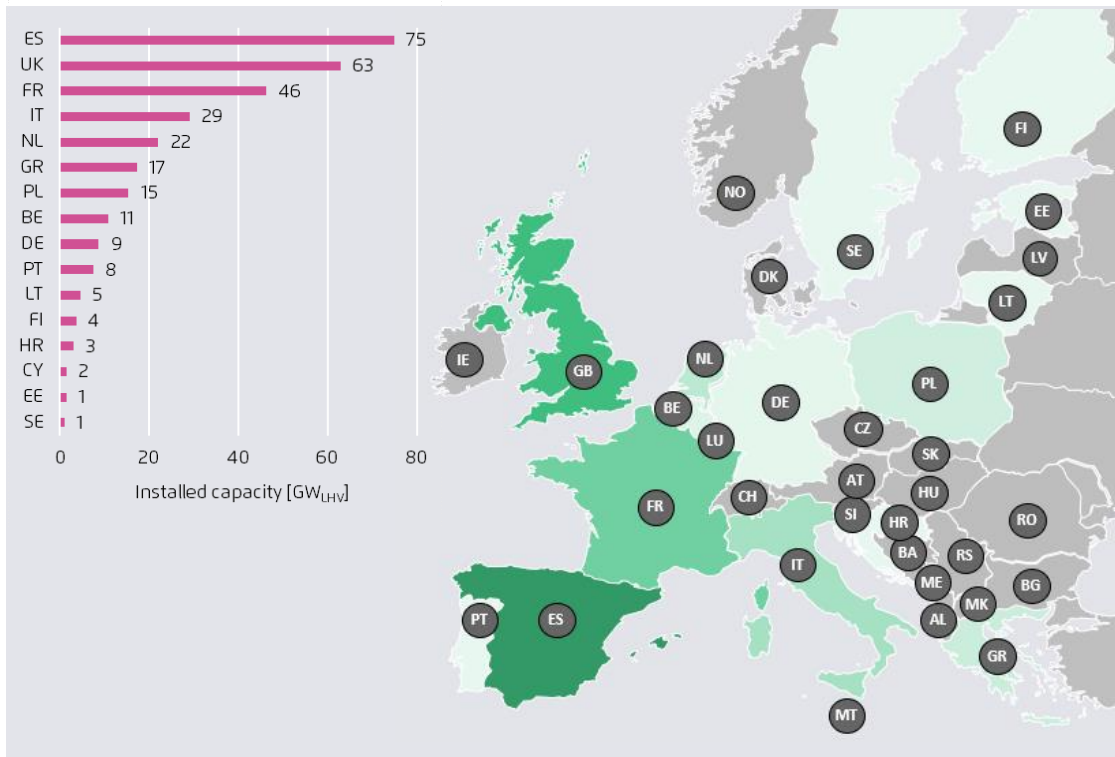 ES 75
UK 63
FR 46
IT 29
NL 22
GR 17
PL 15
BE 11
DE 9
PT 8
LT 5
FI 4
HR 3
CY 2
EE 1
SE 1
0 20 40 60 80
Installed capacity [GW_LHV]
FI
NO
EE
SE
LV
DK
LT
IE
NL
GB
PL
DE
BE
CZ
LU
SK
AT
HU
CH
FR
SI
HR
RO
BA
RS
IT
ME
BG
MK
PT
ES
AL
GR
MT